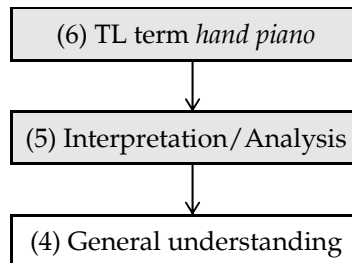 (6) TL term hand piano
(5) Interpretation/Analysis
(4) General understanding